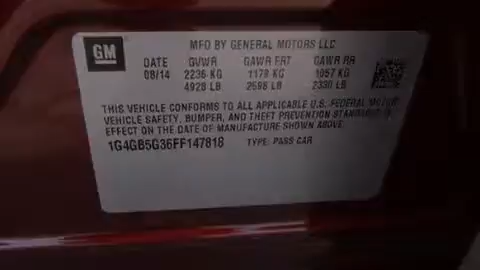 GM
MFD BY GENERAL MOTORS LLC
DATE GVWR GAWR FRT GAWR RR
08/14 2236 KG 1179 KG 1057 KG
4928 LB 2598 LB 2330 LB
THIS VEHICLE CONFORMS TO ALL APPLICABLE U.S. FEDERAL MOTOR
VEHICLE SAFETY, BUMPER, AND THEFT PREVENTION STANDARDS IN
EFFECT ON THE DATE OF MANUFACTURE SHOWN ABOVE.
1G4GB5G36FF147818 TYPE: PASS CAR